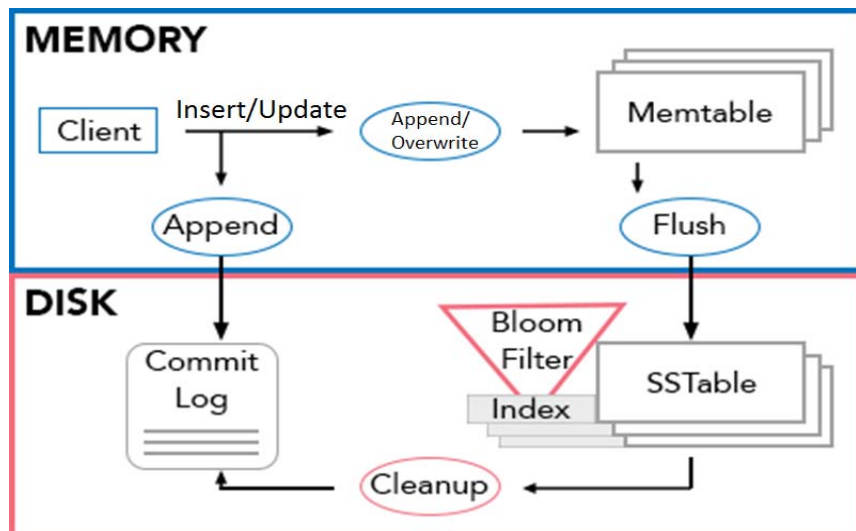 MEMORY
Client
Insert/Update
Append/
Overwrite
Memtable
Append
Flush
DISK
Commit
Log
Bloom
Filter
Index
SSTable
Cleanup